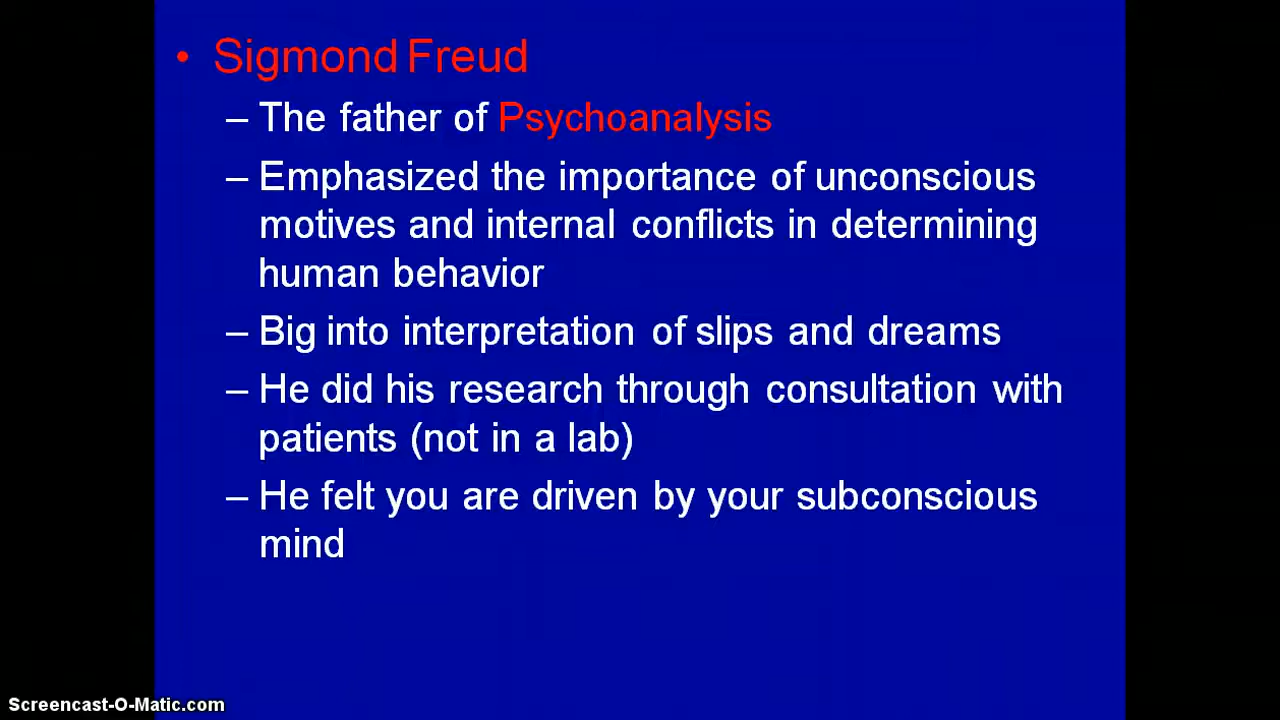 • Sigmond Freud
– The father of Psychoanalysis
– Emphasized the importance of unconscious
motives and internal conflicts in determining
human behavior
– Big into interpretation of slips and dreams
– He did his research through consultation with
patients (not in a lab)
– He felt you are driven by your subconscious
mind
Screencast-O-Matic.com